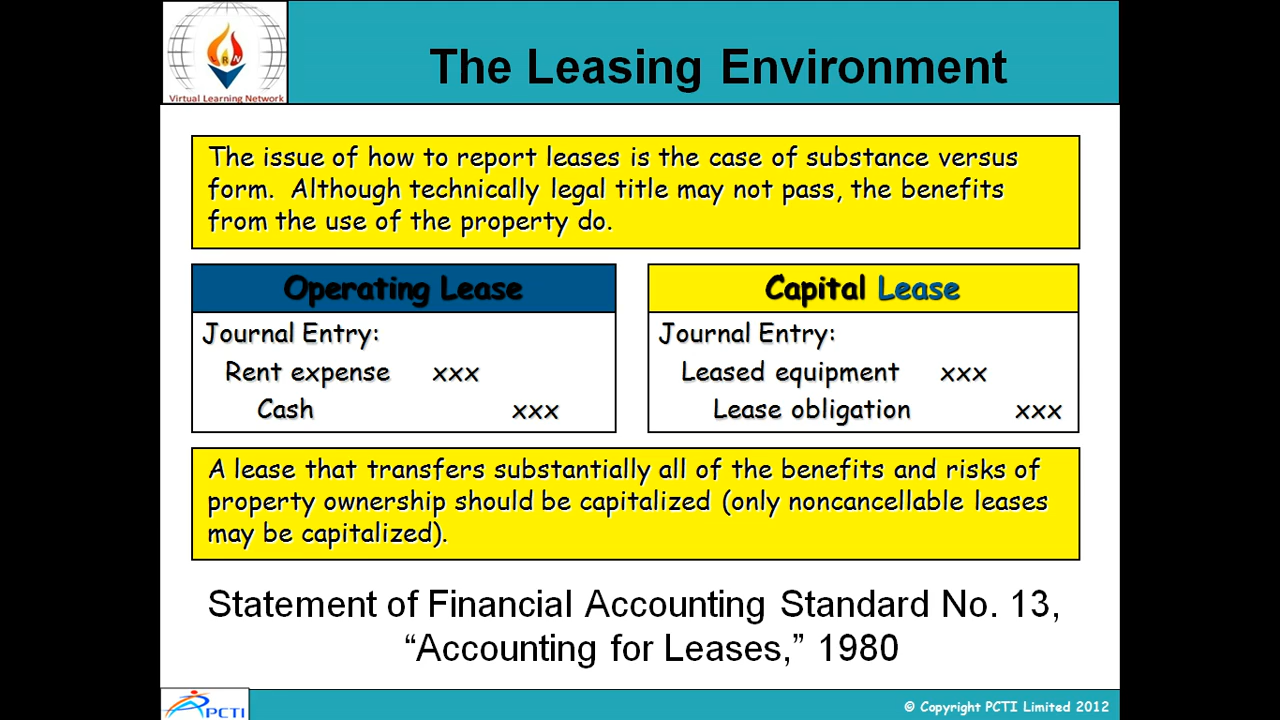 LRN
Virtual Learning Network
The Leasing Environment
The issue of how to report leases is the case of substance versus
form. Although technically legal title may not pass, the benefits
from the use of the property do.
Operating Lease
Journal Entry:
Rent expense xxx
Cash xxx
Capital Lease
Journal Entry:
Leased equipment xxx
Lease obligation xxx
A lease that transfers substantially all of the benefits and risks of
property ownership should be capitalized (only noncancellable leases
may be capitalized).
Statement of Financial Accounting Standard No. 13,
“Accounting for Leases,” 1980
PCTI
© Copyright PCTI Limited 2012